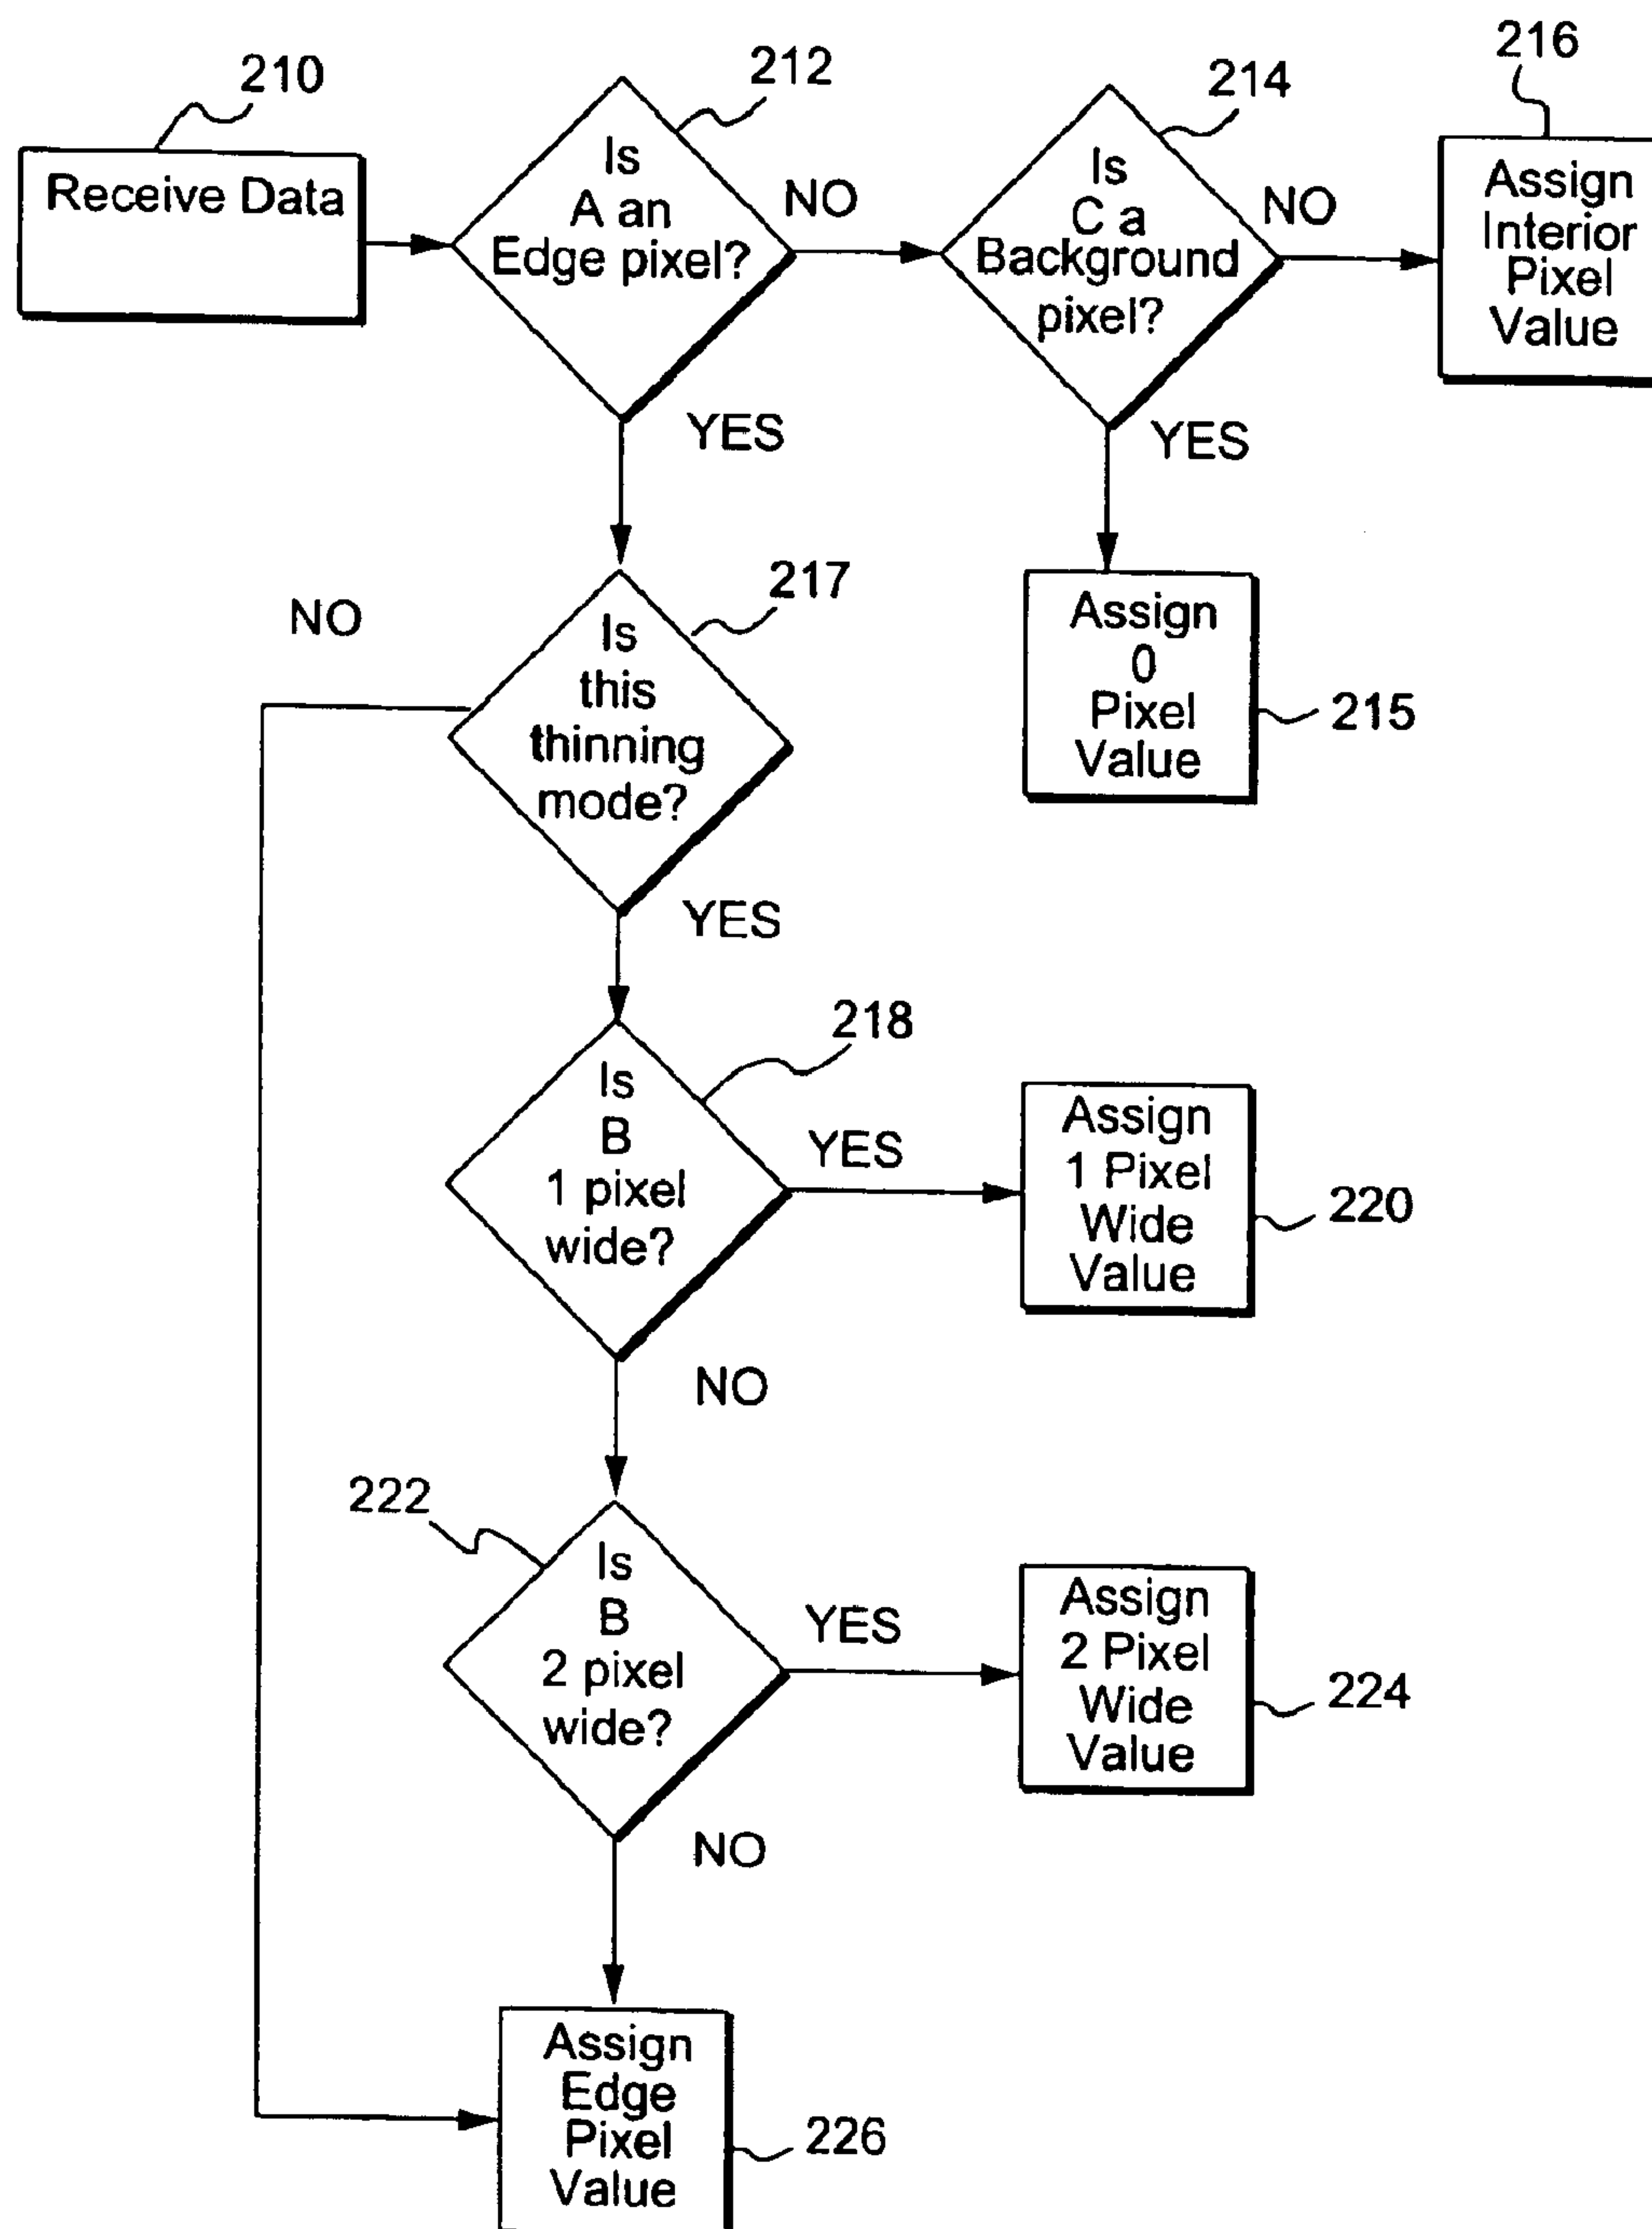 210
Receive Data
212
Is
A an
Edge pixel?
NO
YES
214
Is
C a
Background
pixel?
NO
YES
216
Assign
Interior
Pixel
Value
Assign
0
Pixel
Value
215
217
Is
this
thinning
mode?
NO
YES
218
Is
B
1 pixel
wide?
YES
NO
Assign
1 Pixel
Wide
Value
220
222
Is
B
2 pixel
wide?
YES
NO
Assign
2 Pixel
Wide
Value
224
Assign
Edge
Pixel
Value
226